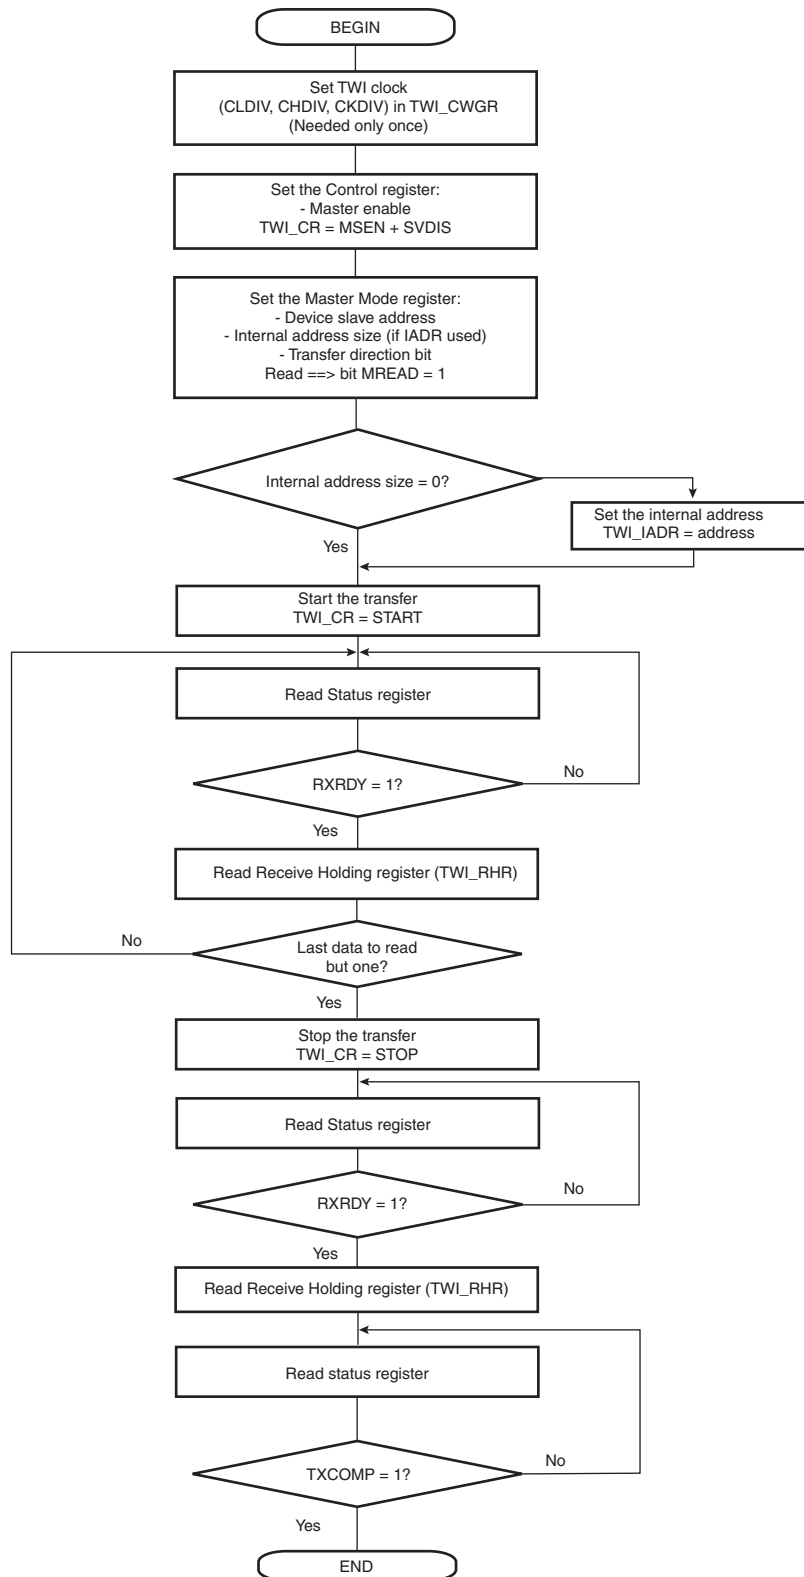 BEGIN
Set TWI clock
(CLDIV, CHDIV, CKDIV) in TWI_CWGR
(Needed only once)
Set the Control register:
- Master enable
TWI_CR = MSEN + SVDIS
Set the Master Mode register:
- Device slave address
- Internal address size (if IADR used)
- Transfer direction bit
Read ==> bit MREAD = 1
Internal address size = 0?
Set the internal address
TWI_IADR = address
Yes
Start the transfer
TWI_CR = START
Read Status register
RXRDY = 1?
No
Yes
Read Receive Holding register (TWI_RHR)
No
Last data to read
but one?
Yes
Stop the transfer
TWI_CR = STOP
Read Status register
RXRDY = 1?
No
Yes
Read Receive Holding register (TWI_RHR)
Read status register
TXCOMP = 1?
No
Yes
END